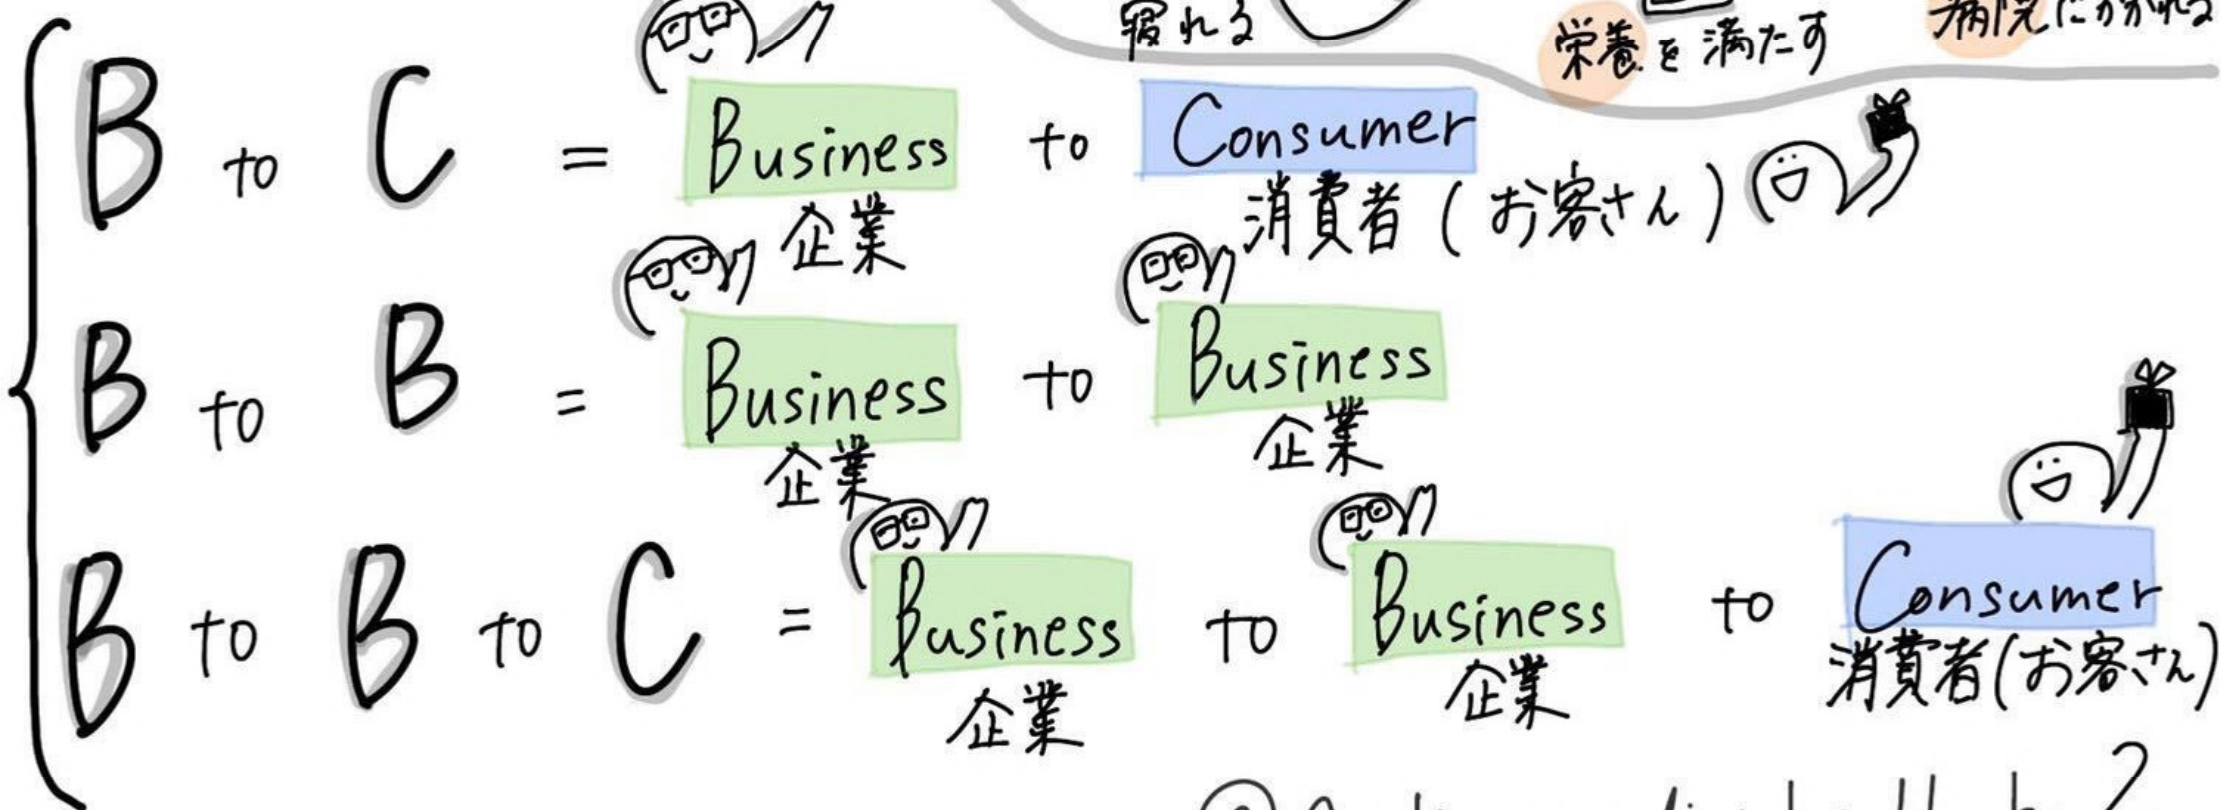 寝れる
栄養を満たす
病院にかかれる
B to C = Business to Consumer
企業 消費者(お客さん)
B to B = Business to Business
企業 企業
B to B to C = Business to Business to Consumer
企業 企業 消費者(お客さん)